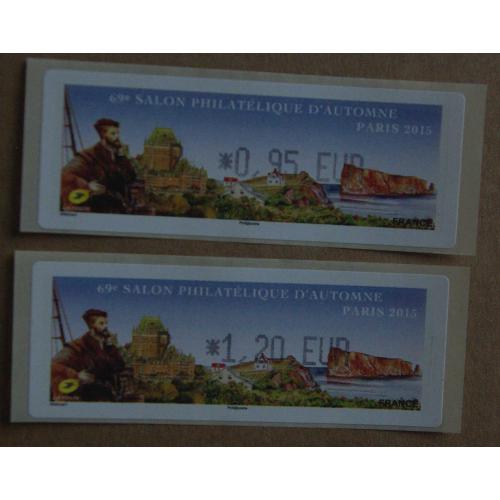 69e SALON PHILATÉLIQUE D'AUTOMNE
PARIS 2015
*0,95 EUR
FRANCE
69e SALON PHILATÉLIQUE D'AUTOMNE
PARIS 2015
*1,20 EUR
FRANCE